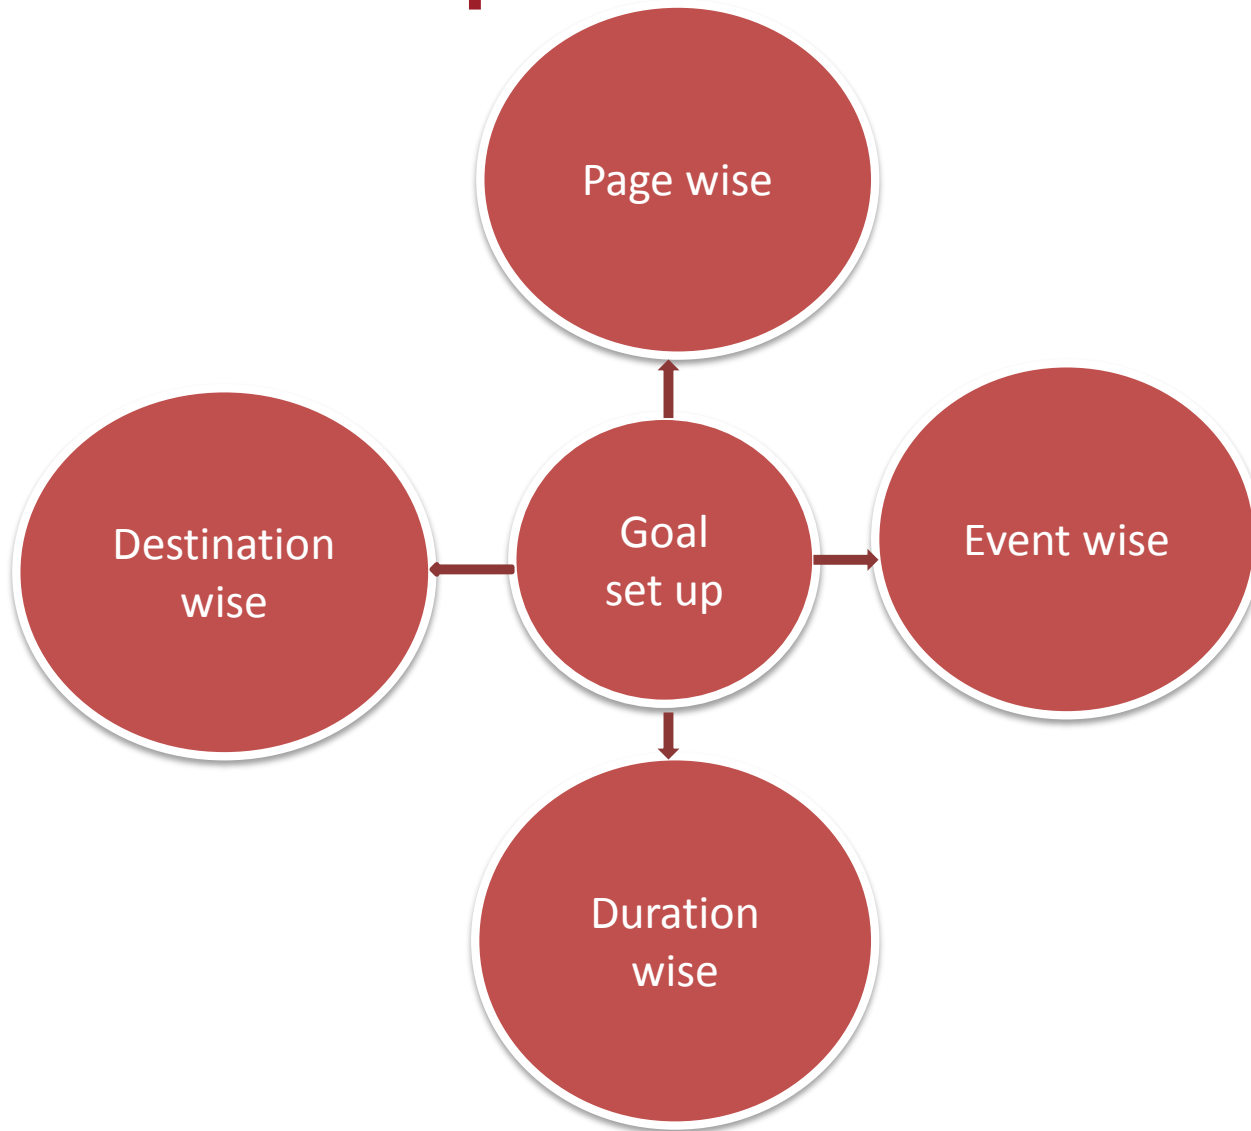 Page wise
Destination
wise
Goal
set up
Event wise
Duration
wise